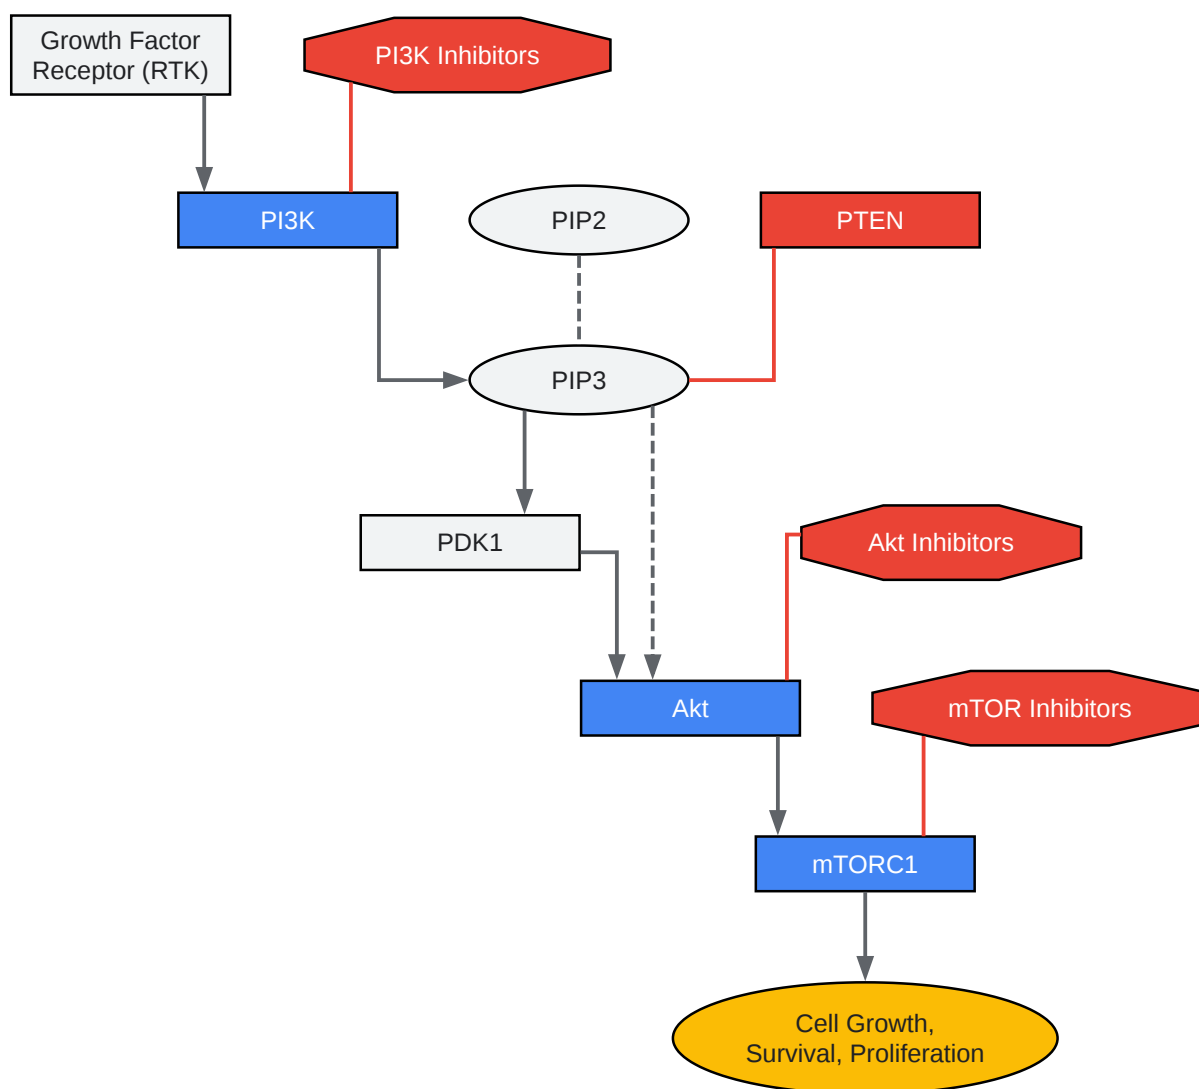 Growth Factor
Receptor (RTK)
PI3K Inhibitors
PI3K
PIP2
PTEN
PIP3
PDK1
Akt Inhibitors
Akt
mTOR Inhibitors
mTORC1
Cell Growth,
Survival, Proliferation